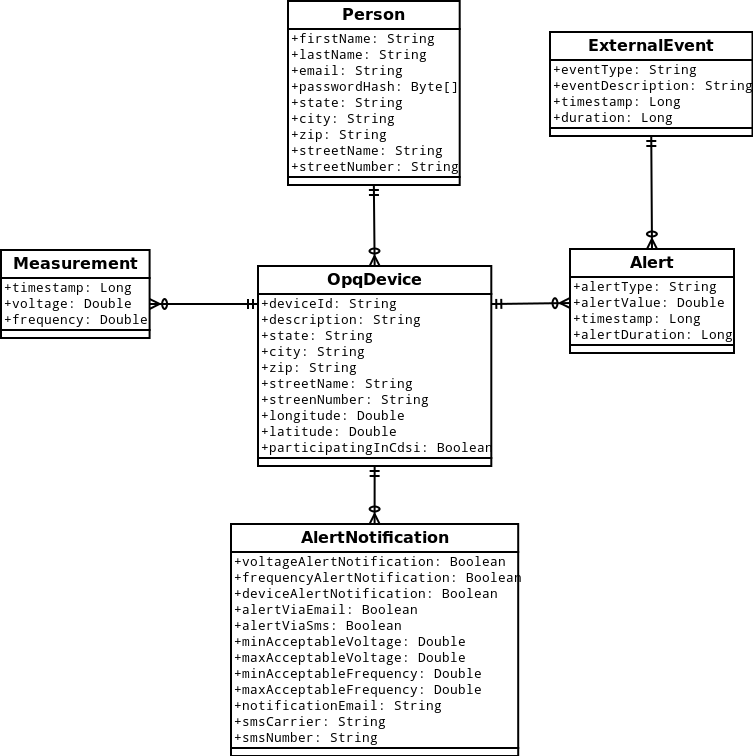 Person
+firstName: String
+lastName: String
+email: String
+passwordHash: Byte[]
+state: String
+city: String
+zip: String
+streetName: String
+streetNumber: String
ExternalEvent
+eventType: String
+eventDescription: String
+timestamp: Long
+duration: Long
Measurement
+timestamp: Long
+voltage: Double
+frequency: Double
OpqDevice
+deviceId: String
+description: String
+state: String
+city: String
+zip: String
+streetName: String
+streenNumber: String
+longitude: Double
+latitude: Double
+participatingInCdsi: Boolean
Alert
+alertType: String
+alertValue: Double
+timestamp: Long
+alertDuration: Long
AlertNotification
+voltageAlertNotification: Boolean
+frequencyAlertNotification: Boolean
+deviceAlertNotification: Boolean
+alertViaEmail: Boolean
+alertViaSms: Boolean
+minAcceptableVoltage: Double
+maxAcceptableVoltage: Double
+minAcceptableFrequency: Double
+maxAcceptableFrequency: Double
+notificationEmail: String
+smsCarrier: String
+smsNumber: String